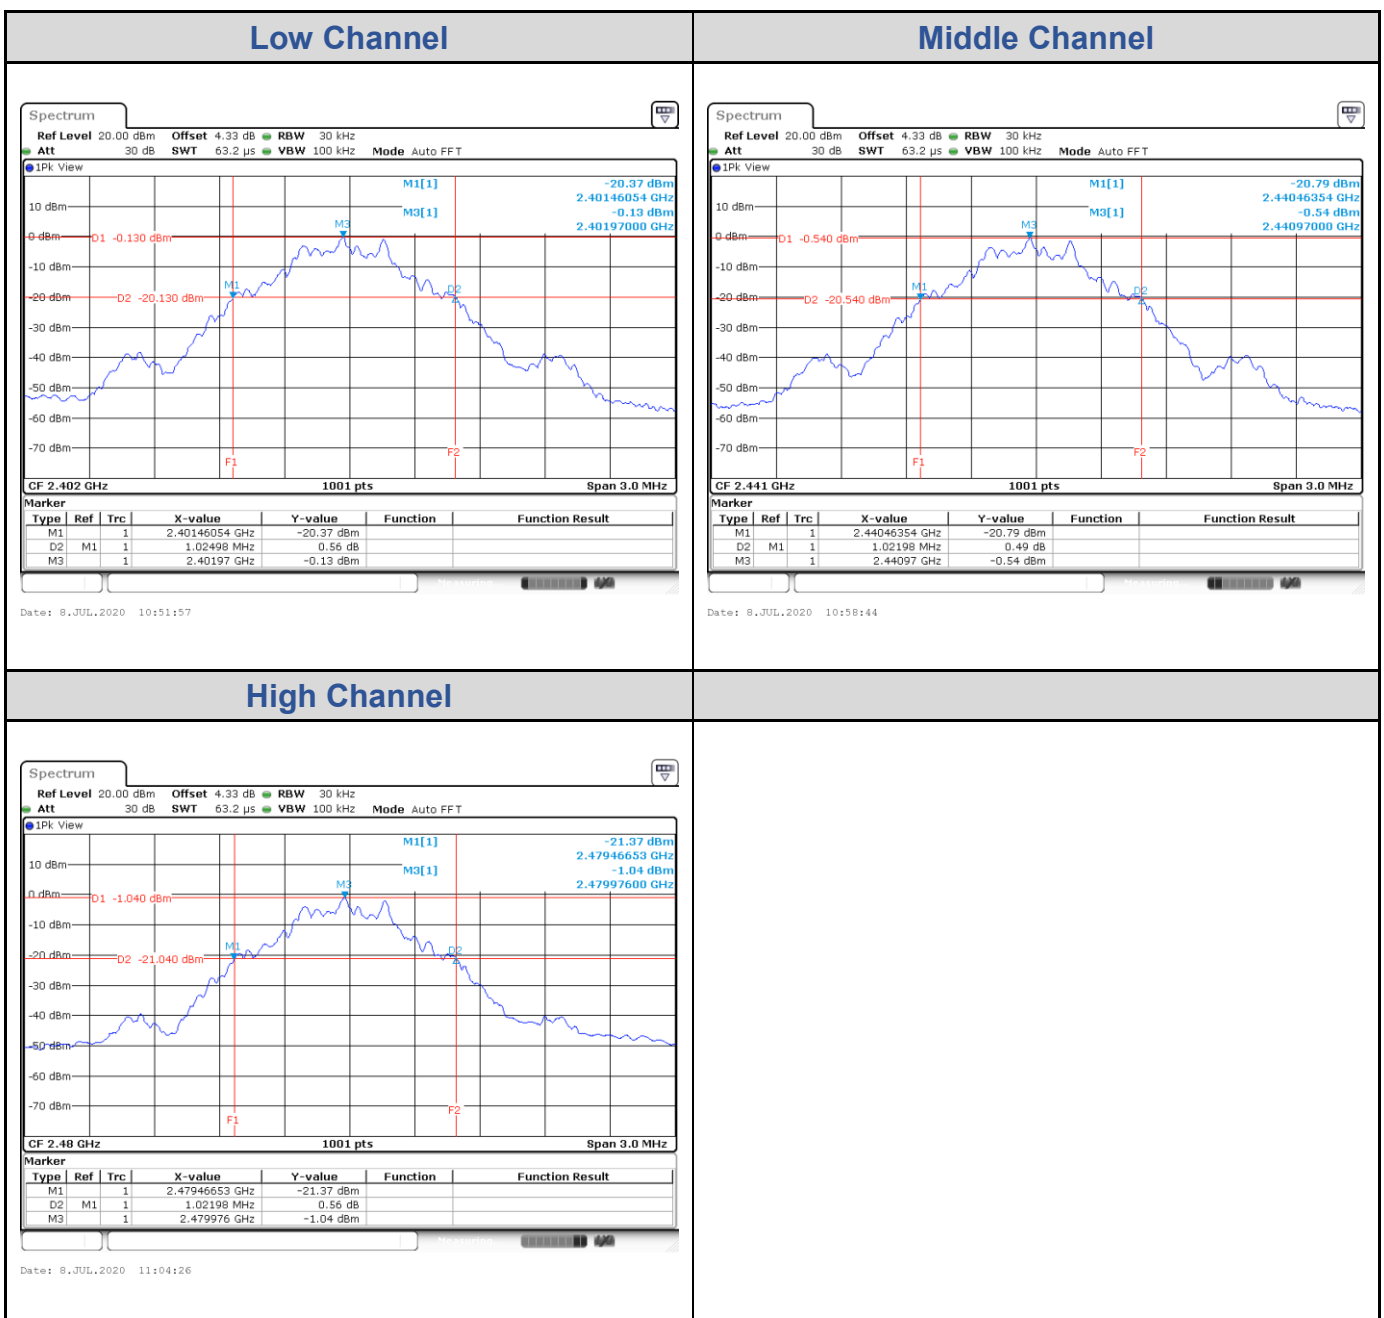 Low Channel
Spectrum
Ref Level 20.00 dBm Offset 4.33 dB RBW 30 kHz
Att 30 dB SWT 63.2 µs VBW 100 kHz Mode Auto FFT
1Pk View
M1[1] -20.37 dBm
2.40146054 GHz
M3[1] -0.13 dBm
2.40197000 GHz
10 dBm
M3
0 dBm
D1 -0.130 dBm
-10 dBm
M1
D2
-20 dBm
D2 -20.130 dBm
-30 dBm
-40 dBm
-50 dBm
-60 dBm
-70 dBm
F1
F2
CF 2.402 GHz 1001 pts Span 3.0 MHz
Marker
Type Ref Trc X-value Y-value Function Function Result
M1 1 2.40146054 GHz -20.37 dBm
D2 M1 1 1.02498 MHz 0.56 dB
M3 1 2.40197 GHz -0.13 dBm
Measuring
Date: 8.JUL.2020 10:51:57
Middle Channel
Spectrum
Ref Level 20.00 dBm Offset 4.33 dB RBW 30 kHz
Att 30 dB SWT 63.2 µs VBW 100 kHz Mode Auto FFT
1Pk View
M1[1] -20.79 dBm
2.44046354 GHz
M3[1] -0.54 dBm
2.44097000 GHz
10 dBm
M3
0 dBm
D1 -0.540 dBm
-10 dBm
M1
D2
-20 dBm
D2 -20.540 dBm
-30 dBm
-40 dBm
-50 dBm
-60 dBm
-70 dBm
F1
F2
CF 2.441 GHz 1001 pts Span 3.0 MHz
Marker
Type Ref Trc X-value Y-value Function Function Result
M1 1 2.44046354 GHz -20.79 dBm
D2 M1 1 1.02198 MHz 0.49 dB
M3 1 2.44097 GHz -0.54 dBm
Measuring
Date: 8.JUL.2020 10:58:44
High Channel
Spectrum
Ref Level 20.00 dBm Offset 4.33 dB RBW 30 kHz
Att 30 dB SWT 63.2 µs VBW 100 kHz Mode Auto FFT
1Pk View
M1[1] -21.37 dBm
2.47946653 GHz
M3[1] -1.04 dBm
2.47997600 GHz
10 dBm
M3
0 dBm
D1 -1.040 dBm
-10 dBm
M1
D2
-20 dBm
D2 -21.040 dBm
-30 dBm
-40 dBm
-50 dBm
-60 dBm
-70 dBm
F1
F2
CF 2.48 GHz 1001 pts Span 3.0 MHz
Marker
Type Ref Trc X-value Y-value Function Function Result
M1 1 2.47946653 GHz -21.37 dBm
D2 M1 1 1.02198 MHz 0.56 dB
M3 1 2.479976 GHz -1.04 dBm
Measuring
Date: 8.JUL.2020 11:04:26